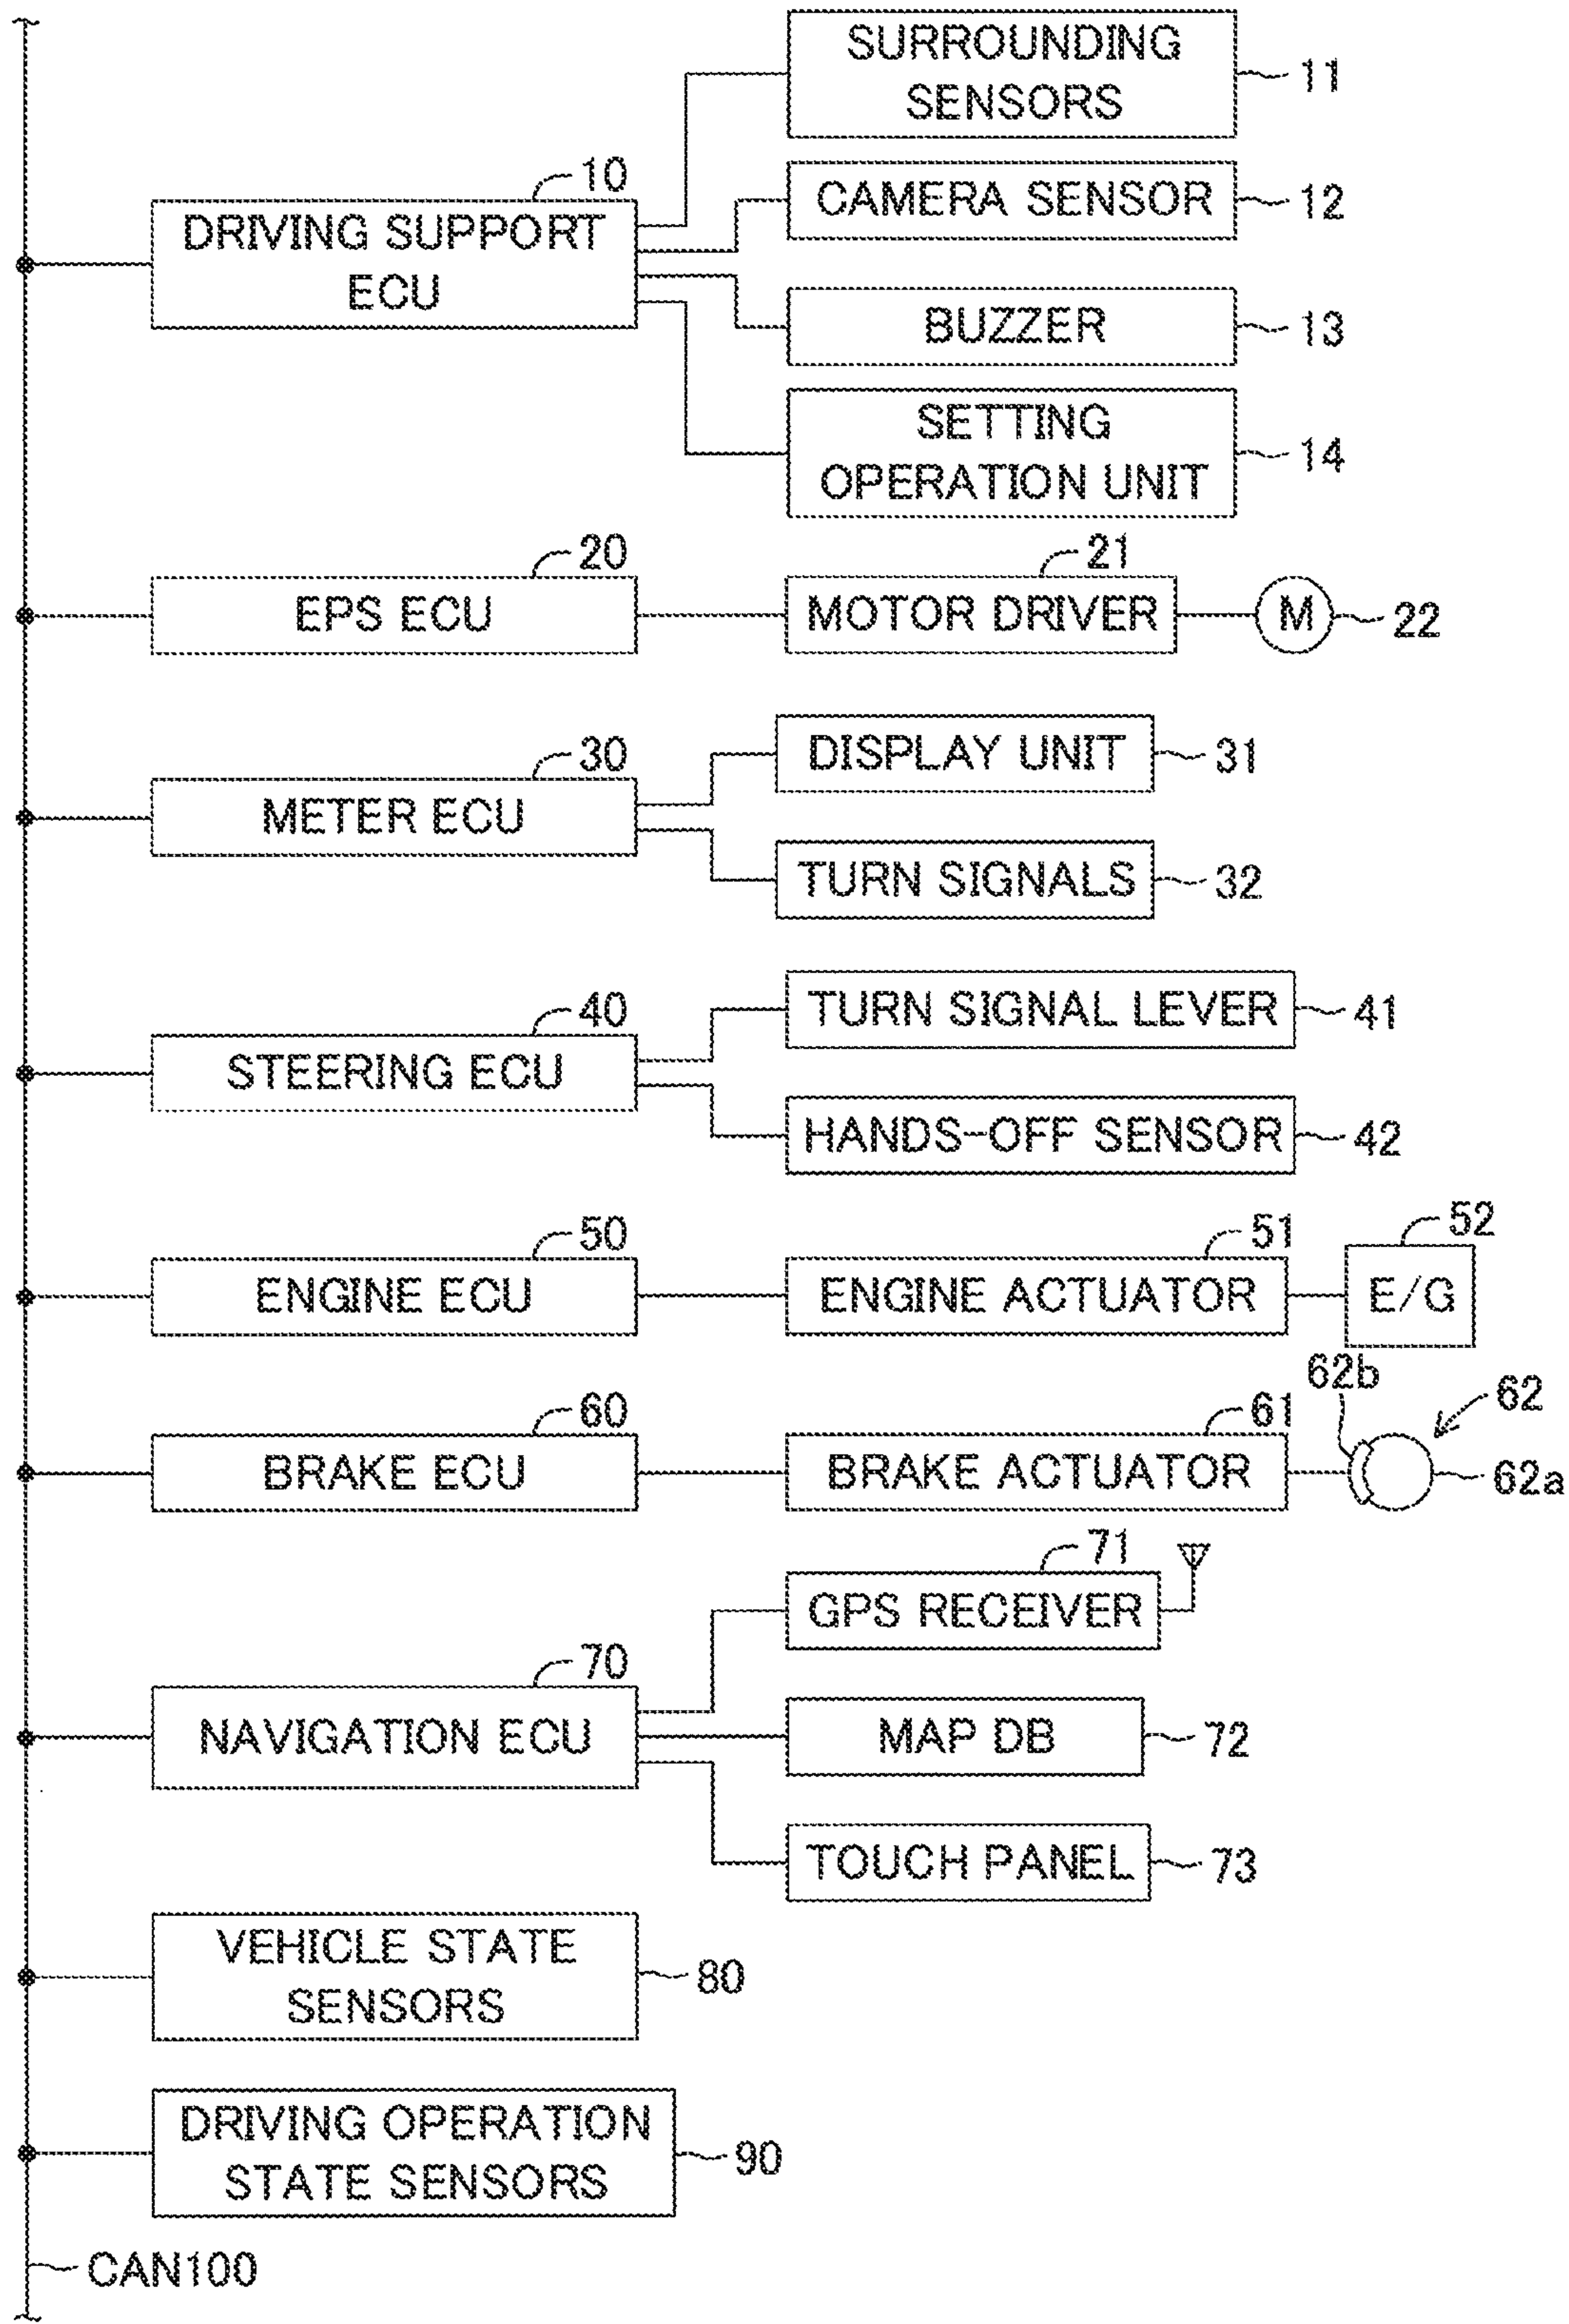 SURROUNDING
SENSORS
11
10
DRIVING SUPPORT
ECU
CAMERA SENSOR
12
BUZZER
13
SETTING
OPERATION UNIT
14
20
EPS ECU
21
MOTOR DRIVER
M
22
30
METER ECU
DISPLAY UNIT
31
TURN SIGNALS
32
40
STEERING ECU
TURN SIGNAL LEVER
41
HANDS-OFF SENSOR
42
50
ENGINE ECU
51
ENGINE ACTUATOR
52
E/G
60
BRAKE ECU
61
BRAKE ACTUATOR
62b
62
62a
70
NAVIGATION ECU
71
GPS RECEIVER
MAP DB
72
TOUCH PANEL
73
VEHICLE STATE
SENSORS
80
DRIVING OPERATION
STATE SENSORS
90
CAN100